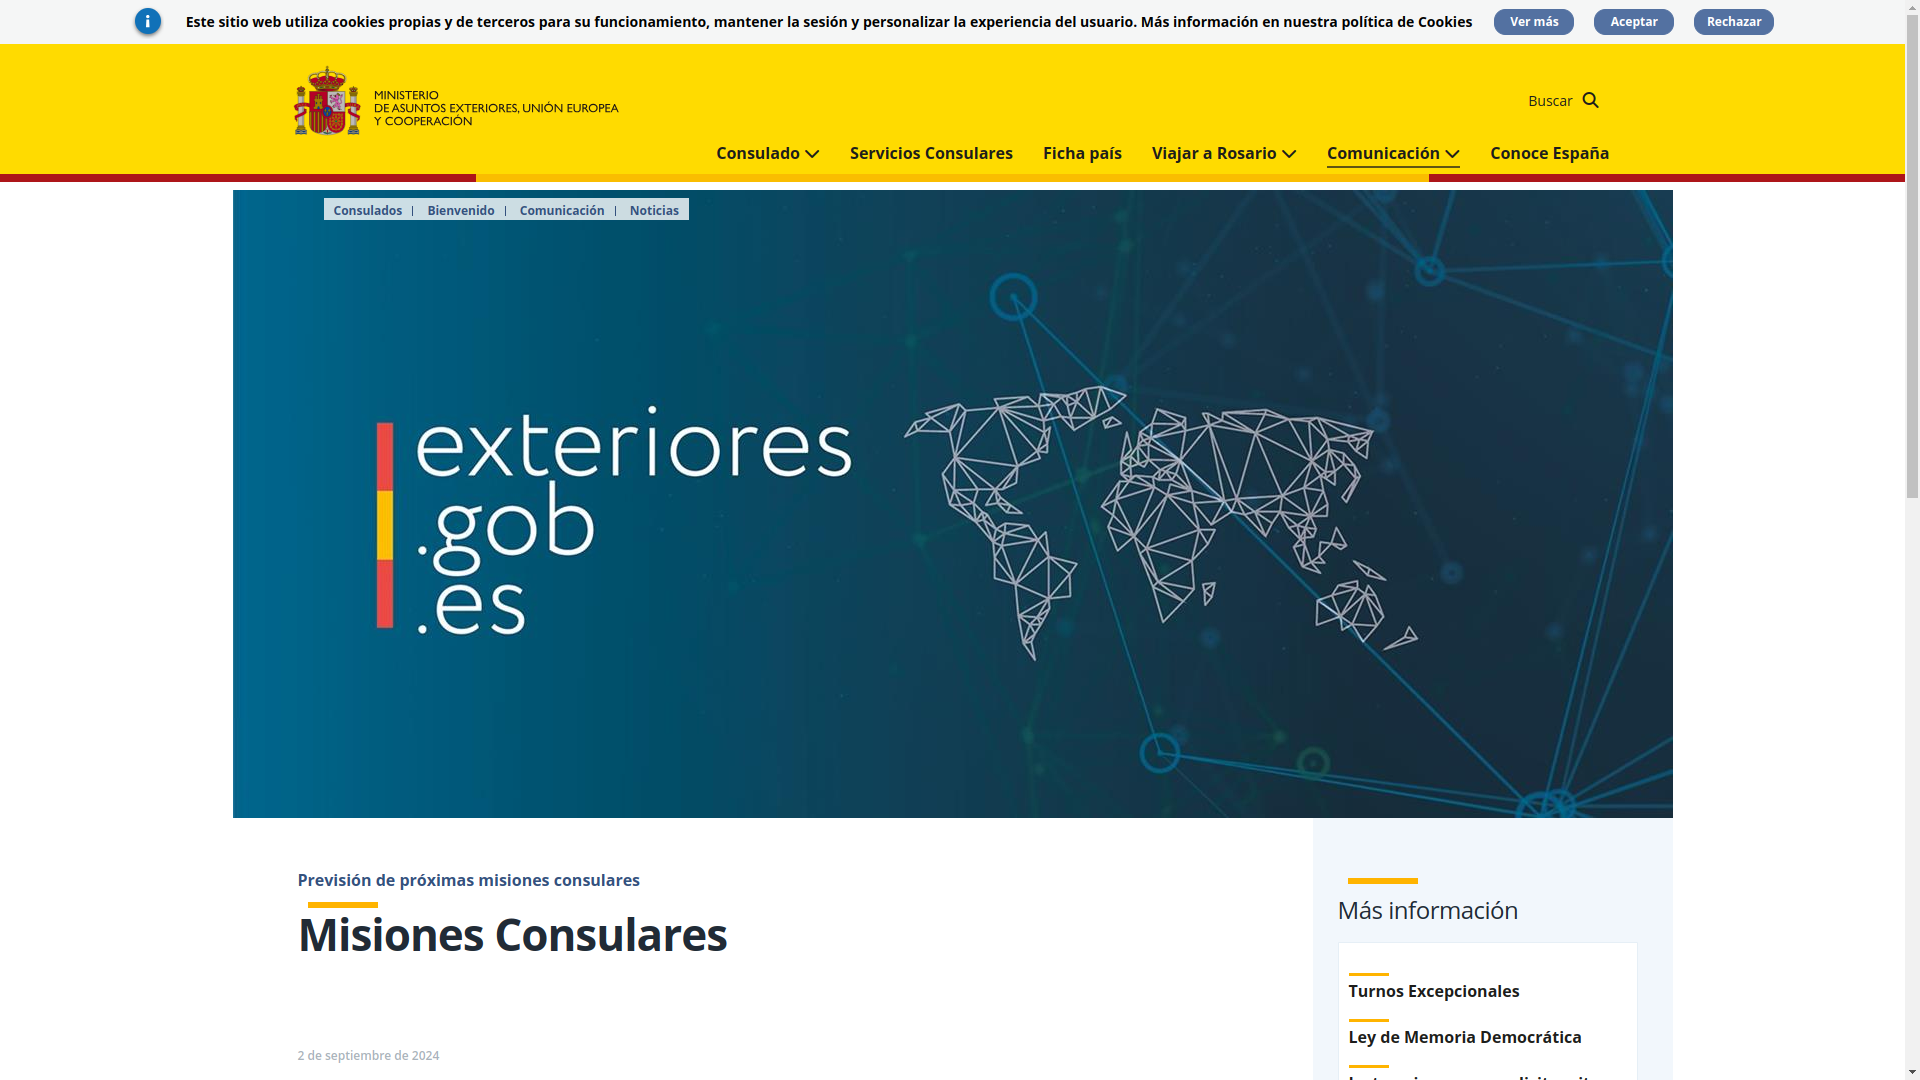 Este sitio web utiliza cookies propias y de terceros para su funcionamiento, mantener la sesión y personalizar la experiencia del usuario. Más información en nuestra política de Cookies
Ver más
Aceptar
Rechazar
MINISTERIO
DE ASUNTOS EXTERIORES, UNIÓN EUROPEA
Y COOPERACIÓN
Buscar
Consulado
Servicios Consulares
Ficha país
Viajar a Rosario
Comunicación
Conoce España
Consulados
Bienvenido
Comunicación
Noticias
exteriores
.gob
.es
Previsión de próximas misiones consulares
Misiones Consulares
2 de septiembre de 2024
Más información
Turnos Excepcionales
Ley de Memoria Democrática